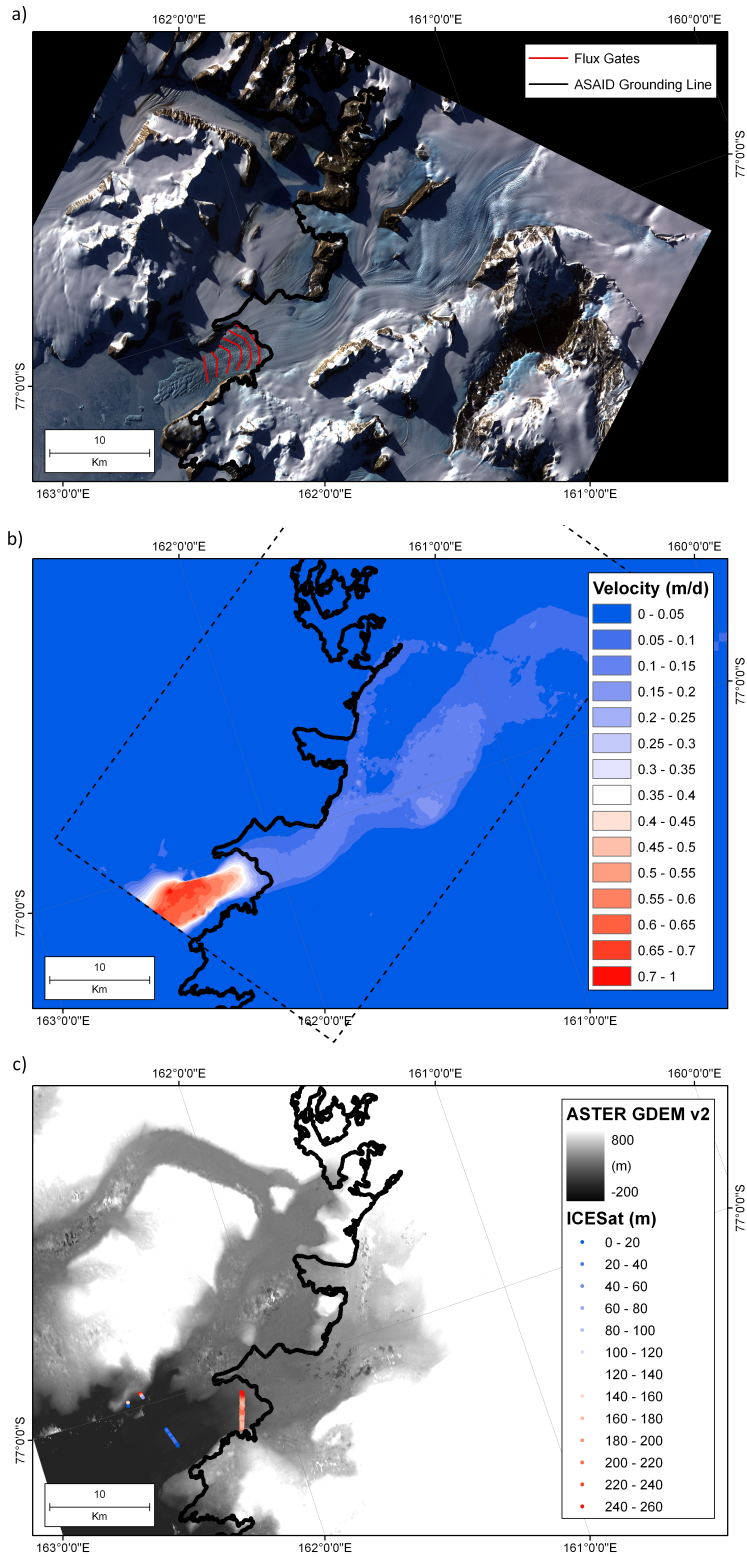 a)
162°0'0"E
161°0'0"E
160°0'0"E
Flux Gates
ASAID Grounding Line
77°0'0"S
77°0'0"S
10
Km
163°0'0"E
162°0'0"E
161°0'0"E
b)
162°0'0"E
161°0'0"E
160°0'0"E
Velocity (m/d)
0 - 0.05
0.05 - 0.1
0.1 - 0.15
0.15 - 0.2
0.2 - 0.25
0.25 - 0.3
0.3 - 0.35
0.35 - 0.4
0.4 - 0.45
0.45 - 0.5
0.5 - 0.55
0.55 - 0.6
0.6 - 0.65
0.65 - 0.7
0.7 - 1
77°0'0"S
77°0'0"S
10
Km
163°0'0"E
162°0'0"E
161°0'0"E
c)
162°0'0"E
161°0'0"E
160°0'0"E
ASTER GDEM v2
800
(m)
-200
ICESat (m)
0 - 20
20 - 40
40 - 60
60 - 80
80 - 100
100 - 120
120 - 140
140 - 160
160 - 180
180 - 200
200 - 220
220 - 240
240 - 260
77°0'0"S
77°0'0"S
10
Km
163°0'0"E
162°0'0"E
161°0'0"E